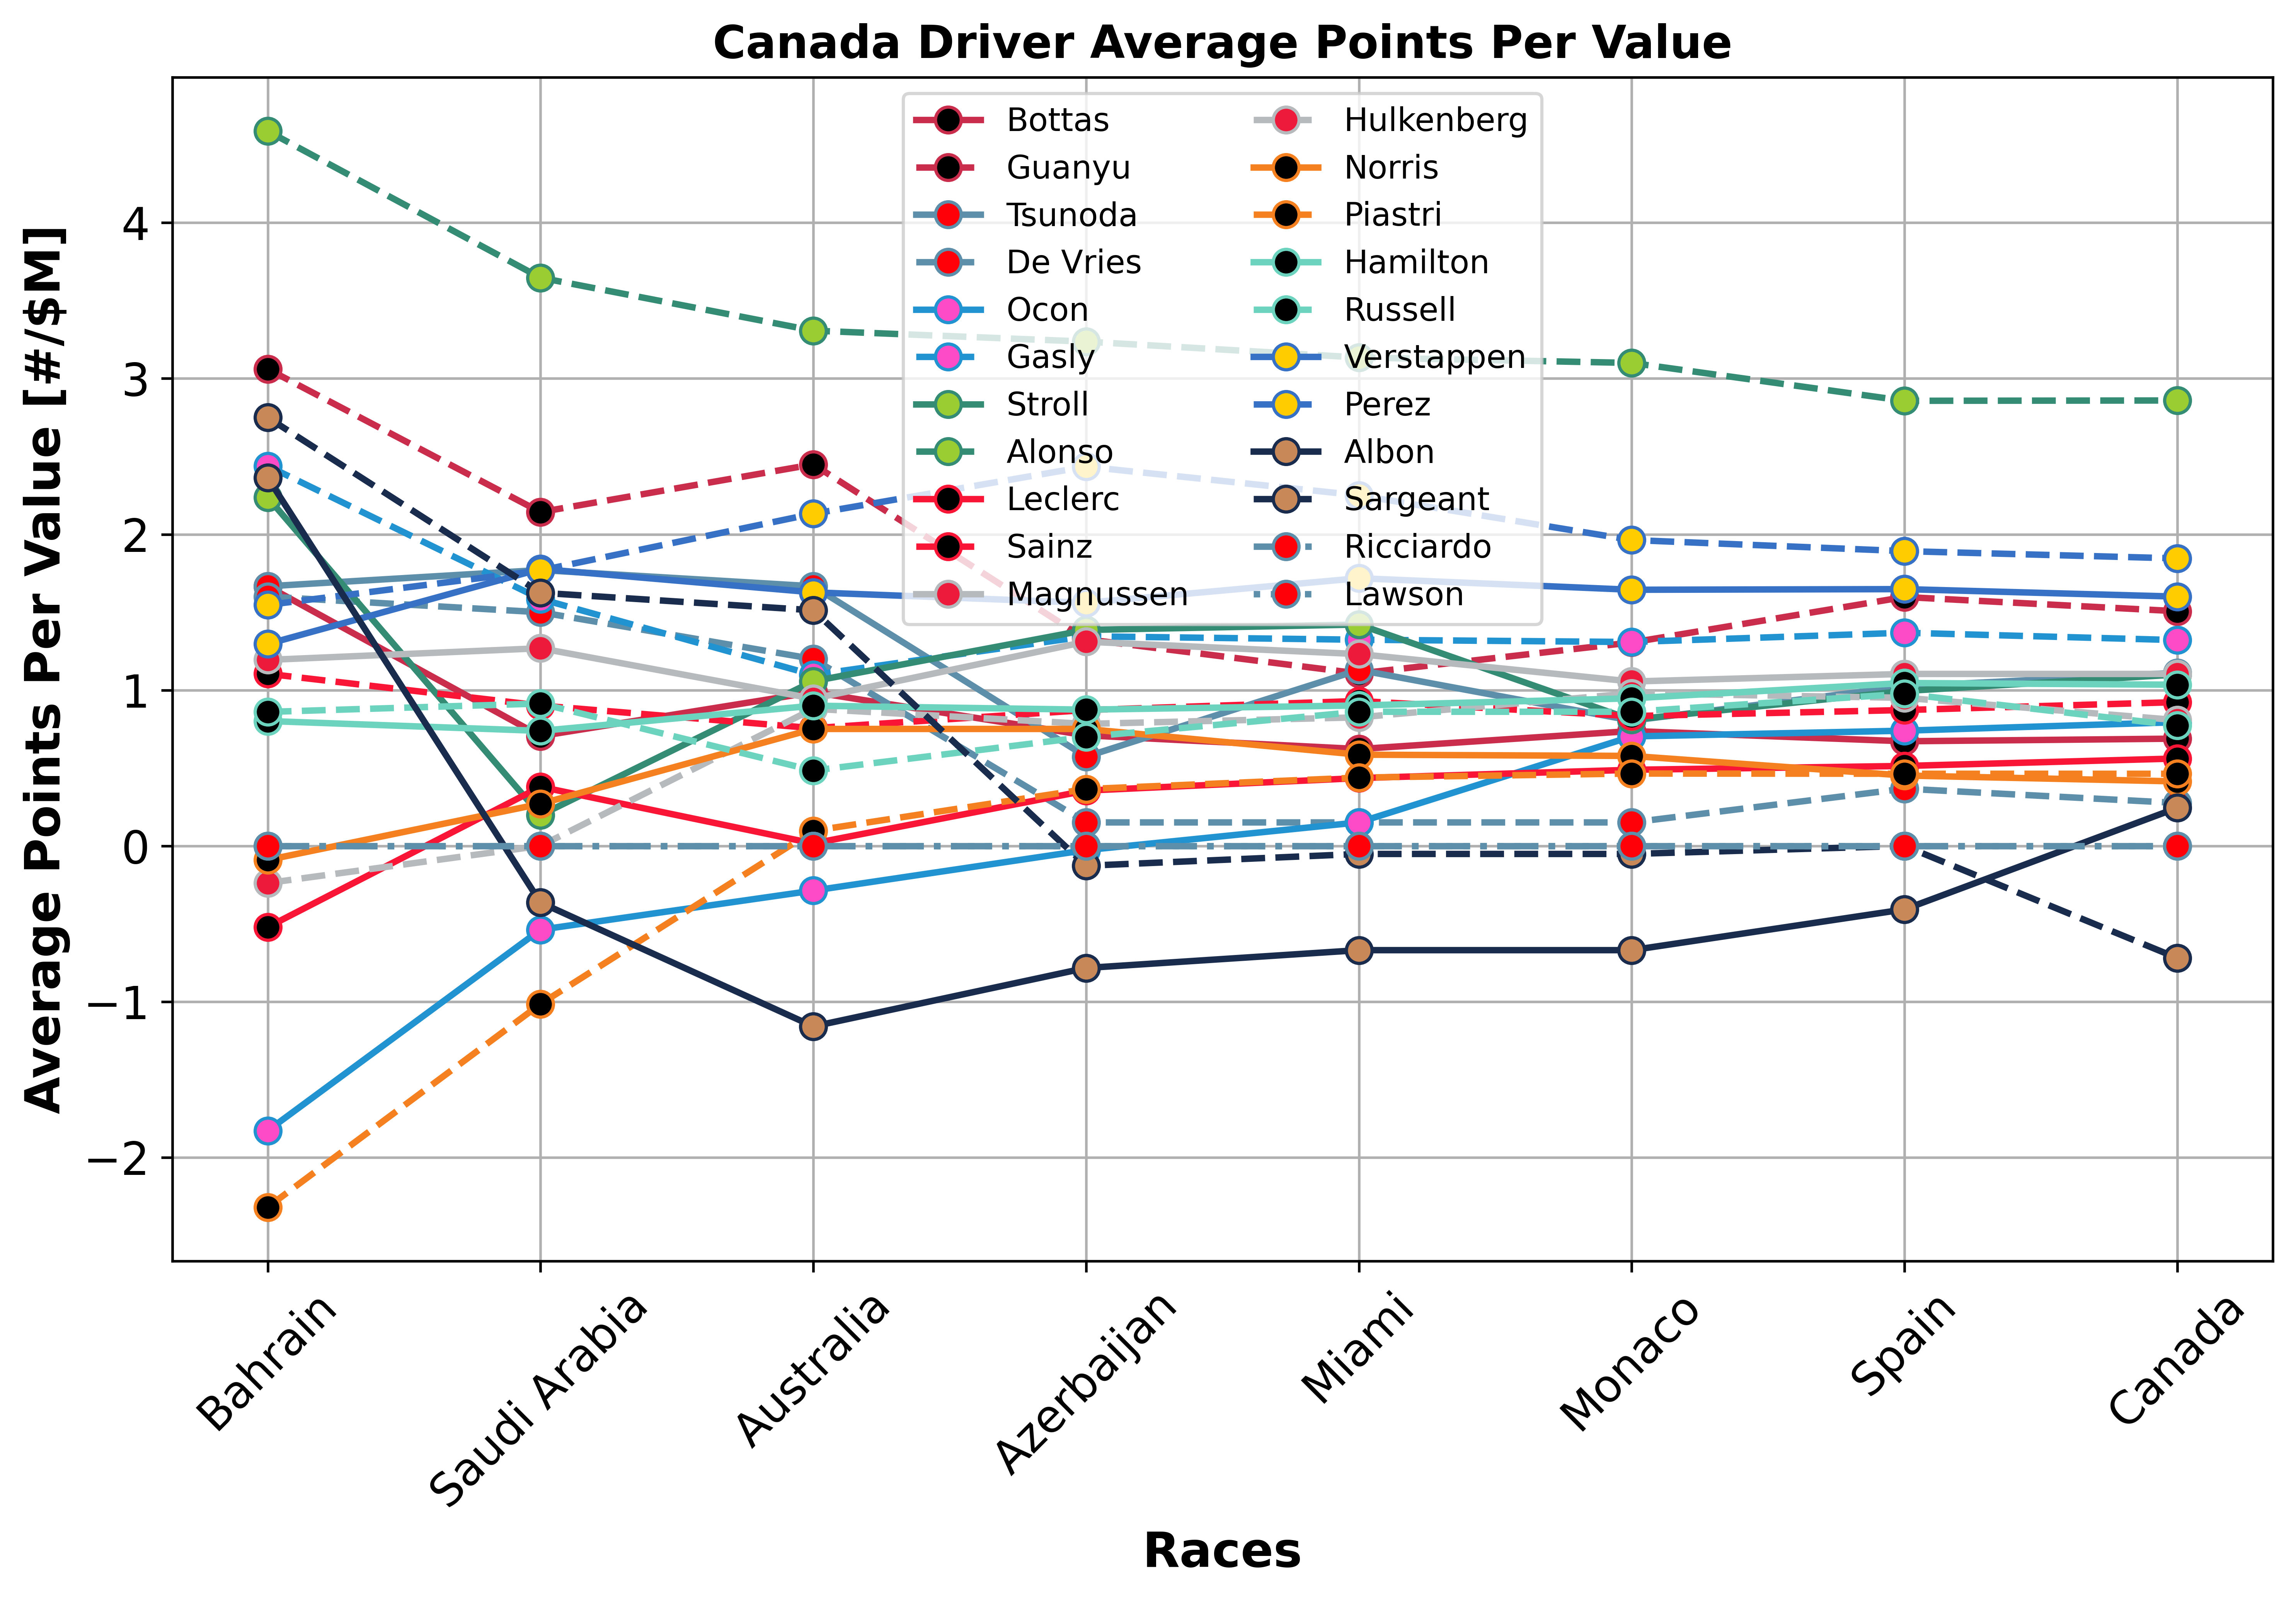 Canada Driver Average Points Per Value
Average Points Per Value [#/$M]
4
3
2
1
0
−1
−2
Bottas
Guanyu
Tsunoda
De Vries
Ocon
Gasly
Stroll
Alonso
Leclerc
Sainz
Magnussen
Hulkenberg
Norris
Piastri
Hamilton
Russell
Verstappen
Perez
Albon
Sargeant
Ricciardo
Lawson
Bahrain
Saudi Arabia
Australia
Azerbaijan
Miami
Monaco
Spain
Canada
Races